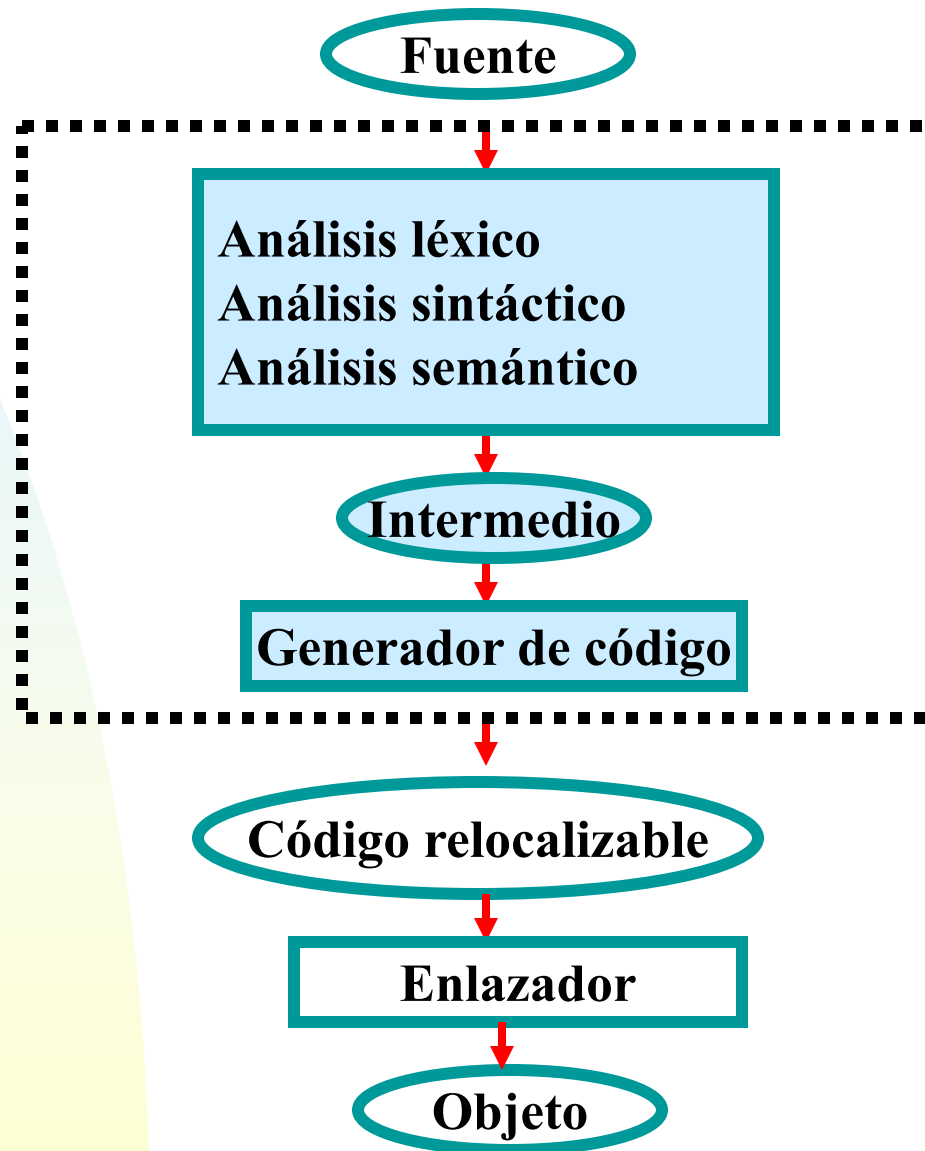 Fuente
Análisis léxico
Análisis sintáctico
Análisis semántico
Intermedio
Generador de código
Código relocalizable
Enlazador
Objeto